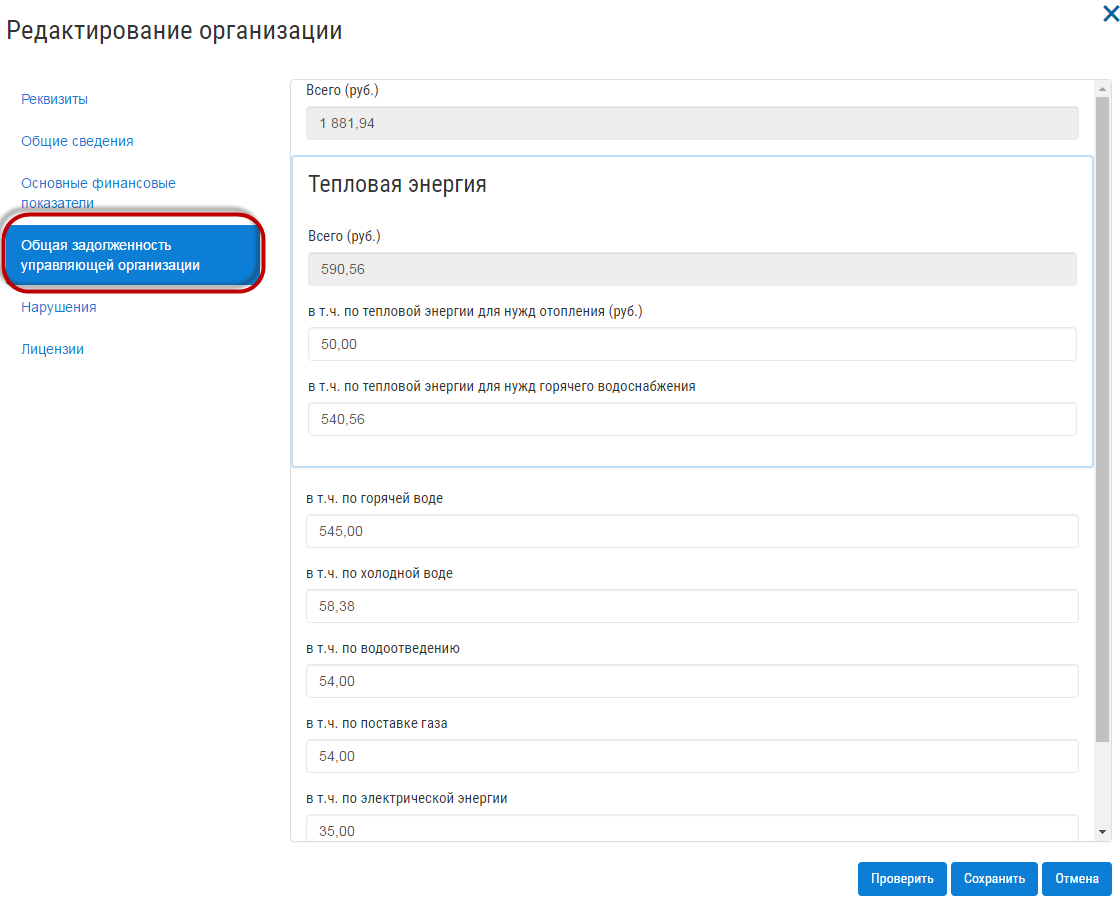 Редактирование организации
Реквизиты
Общие сведения
Основные финансовые
показатели
Общая задолженность
управляющей организации
Нарушения
Лицензии
Всего (руб.)
1 881,94
Тепловая энергия
Всего (руб.)
590,56
в т.ч. по тепловой энергии для нужд отопления (руб.)
50,00
в т.ч. по тепловой энергии для нужд горячего водоснабжения
540,56
в т.ч. по горячей воде
545,00
в т.ч. по холодной воде
58,38
в т.ч. по водоотведению
54,00
в т.ч. по поставке газа
54,00
в т.ч. по электрической энергии
35,00
Проверить Сохранить Отмена